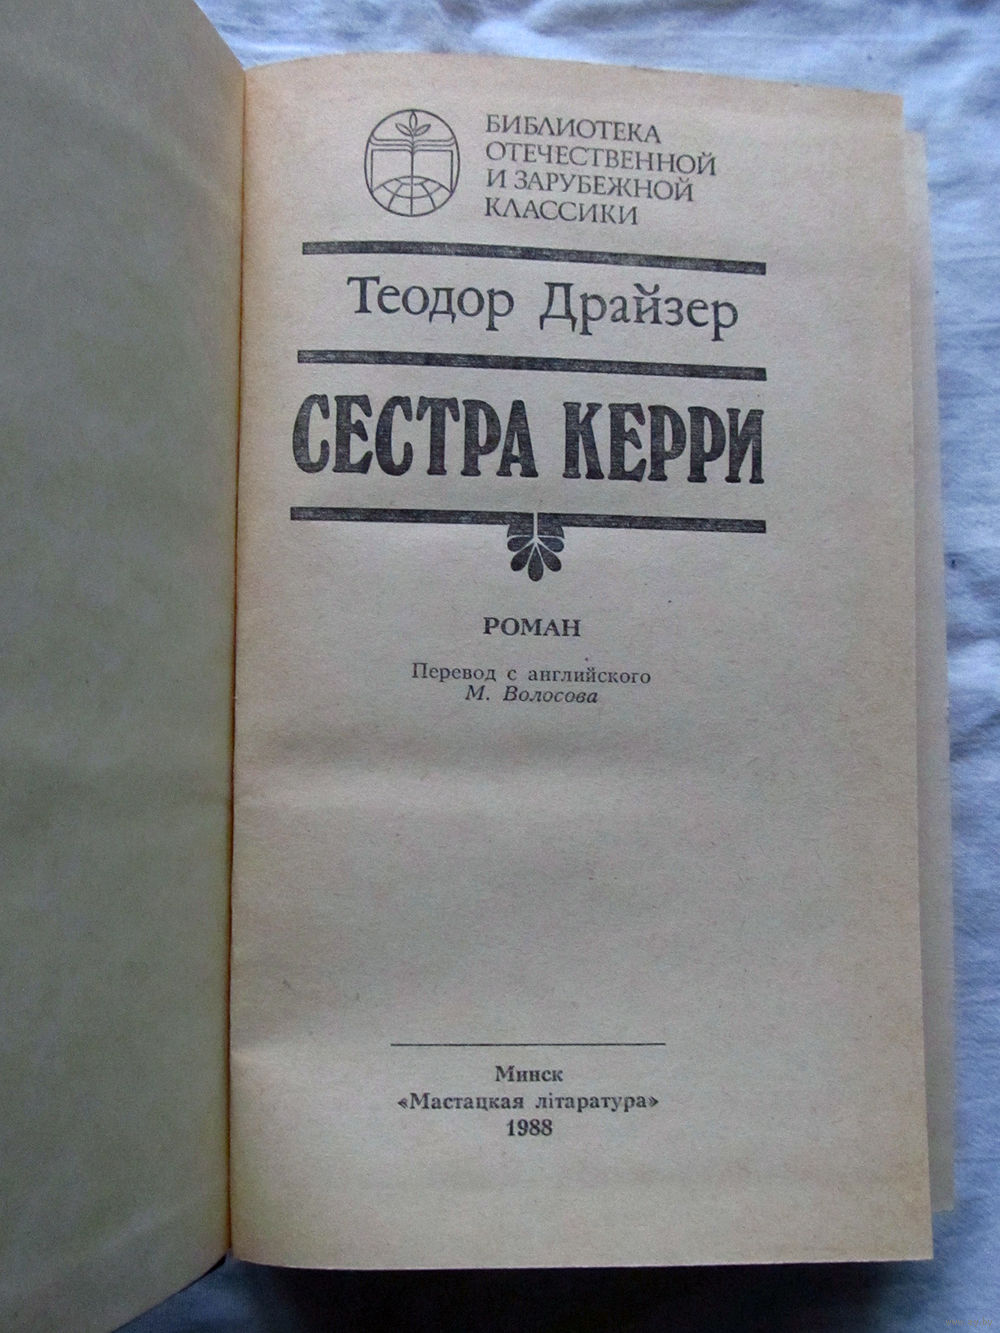 БИБЛИОТЕКА
ОТЕЧЕСТВЕННОЙ
И ЗАРУБЕЖНОЙ
КЛАССИКИ
Теодор Драйзер
СЕСТРА КЕРРИ
РОМАН
Перевод с английского
М. Волосова
Минск
«Мастацкая літаратура»
1988